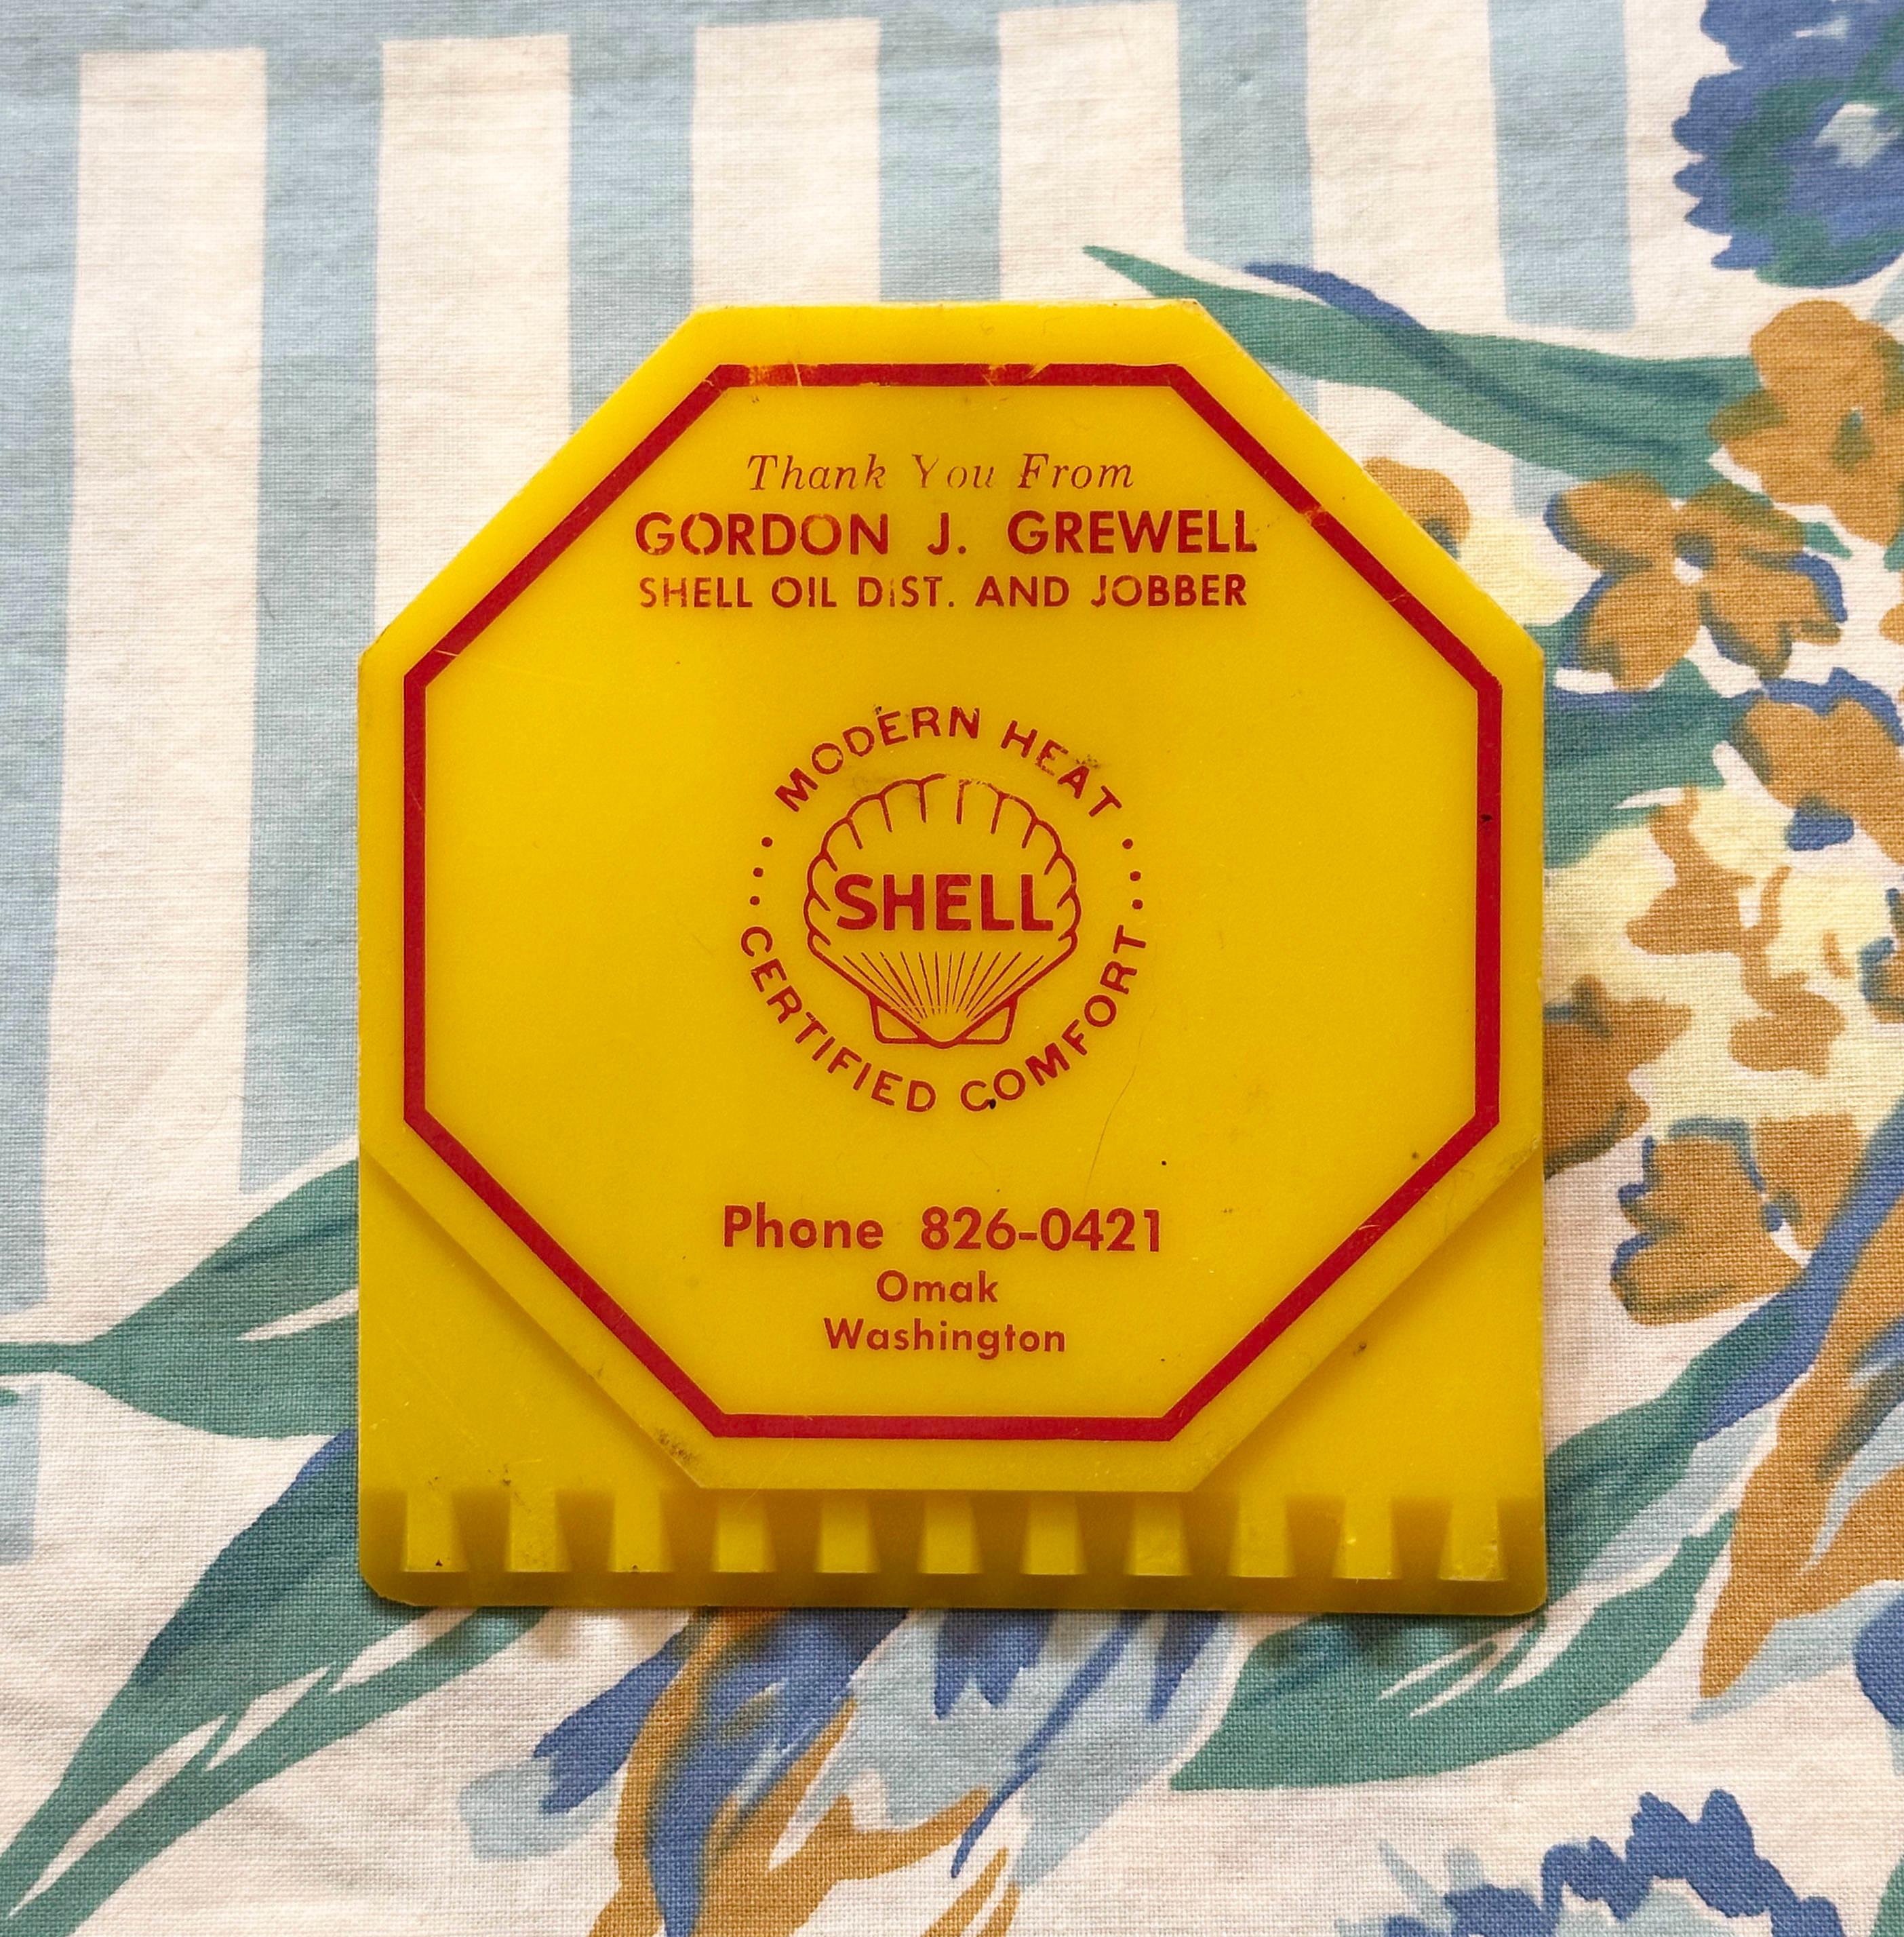 Thank You From
GORDON J. GREWELL
SHELL OIL DIST. AND JOBBER
MODERN HEAT
SHELL
CERTIFIED COMFORT
Phone 826-0421
Omak
Washington